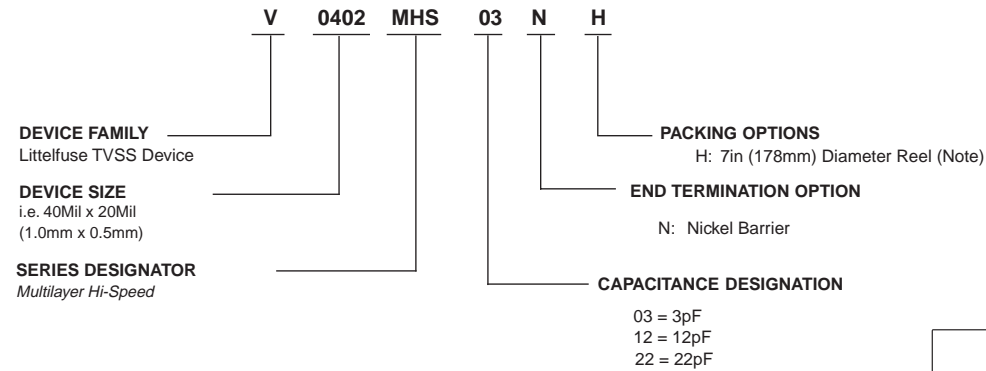 V 0402 MHS 03 N H
DEVICE FAMILY
Littelfuse TVSS Device
DEVICE SIZE
i.e. 40Mil x 20Mil
(1.0mm x 0.5mm)
SERIES DESIGNATOR
Multilayer Hi-Speed
PACKING OPTIONS
H: 7in (178mm) Diameter Reel (Note)
END TERMINATION OPTION
N: Nickel Barrier
CAPACITANCE DESIGNATION
03 = 3pF
12 = 12pF
22 = 22pF